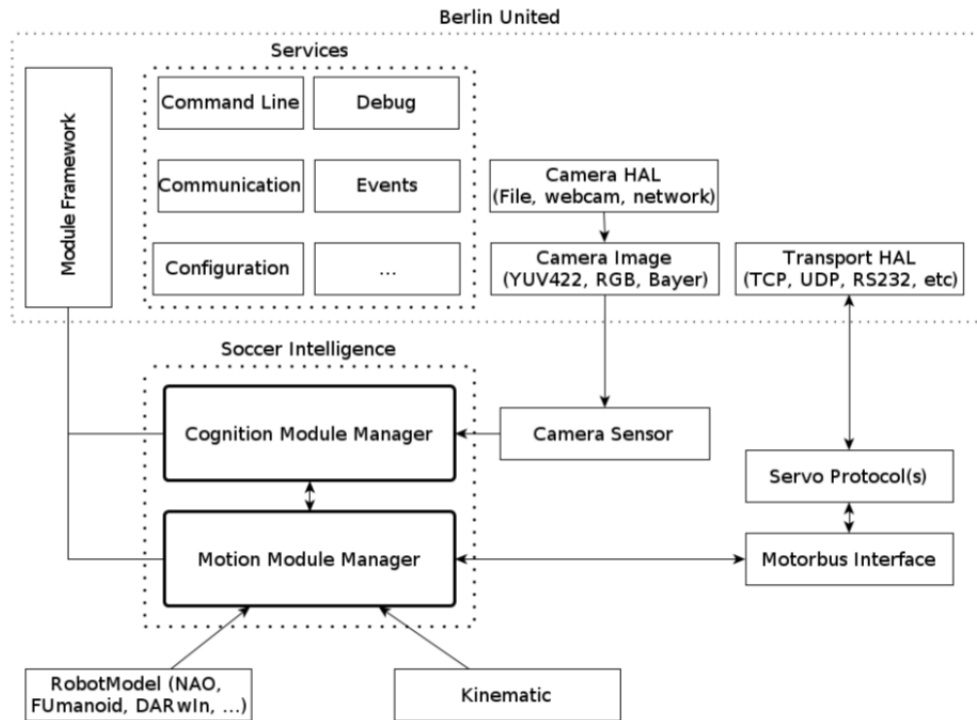 Berlin United
Services
Module Framework
Command Line
Debug
Communication
Events
Configuration
...
Camera HAL
(File, webcam, network)
Camera Image
(YUV422, RGB, Bayer)
Transport HAL
(TCP, UDP, RS232, etc)
Soccer Intelligence
Cognition Module Manager
Camera Sensor
Servo Protocol(s)
Motion Module Manager
Motorbus Interface
RobotModel (NAO,
FUmanoid, DARwIn, ...)
Kinematic